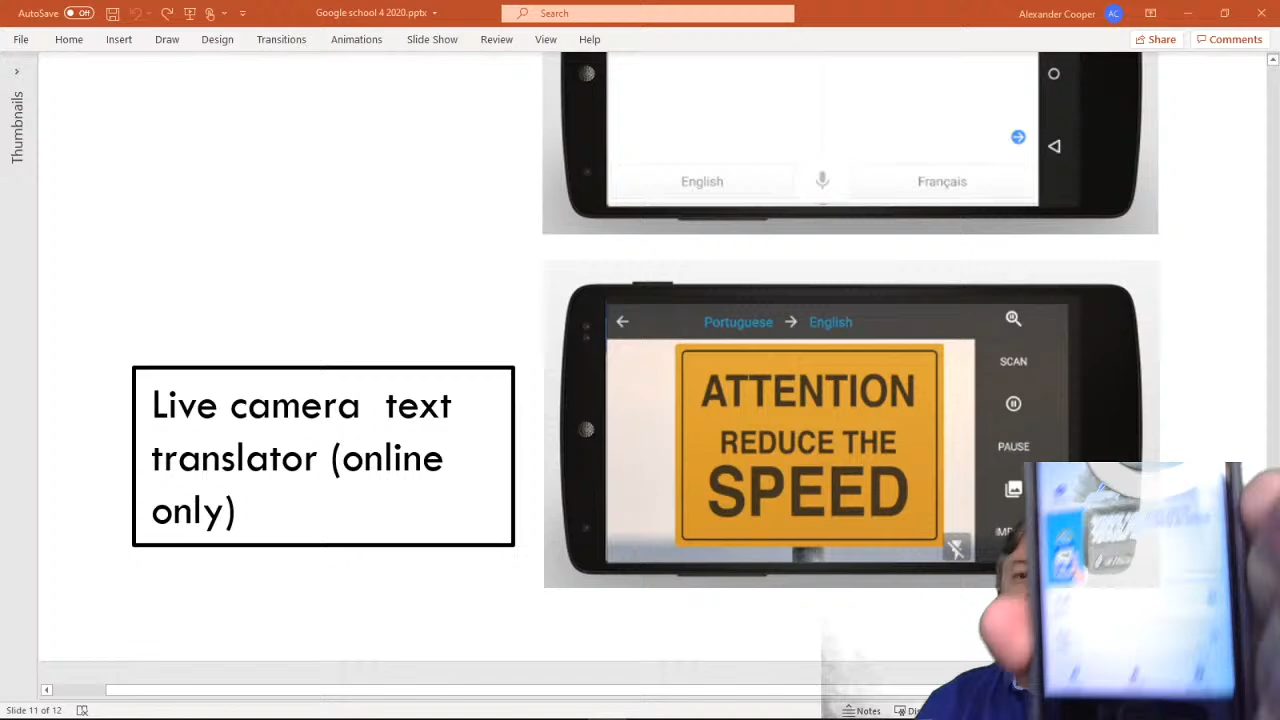 AutoSave Off
Google school 4 2020.pptx
Search
Alexander Cooper AC
File Home Insert Draw Design Transitions Animations Slide Show Review View Help Share Comments
Thumbnails
English Français
Portuguese → English
SCAN
PAUSE
ATTENTION
REDUCE THE
SPEED
Live camera text
translator (online
only)
Slide 11 of 12
Notes